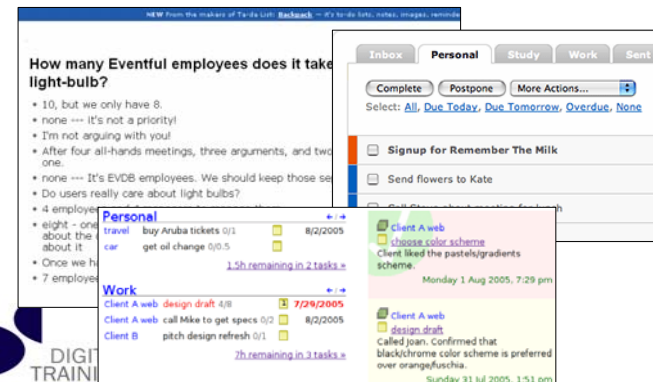 NEW From the makers of Ta-da List: Backpack — it's to-do lists, notes, images, reminde
How many Eventful employees does it take
light-bulb?
• 10, but we only have 8.
• none --- it's not a priority!
• I'm not arguing with you!
• After four all-hands meetings, three arguments, and two
one.
• none --- It's EVDB employees. We should keep those se
• Do users really care about light bulbs?
• 4 employe
• eight - one
about the
about it
• Once we h
• 7 employe
Inbox Personal Study Work Sent
Complete Postpone More Actions...
Select: All, Due Today, Due Tomorrow, Overdue, None
Signup for Remember The Milk
Send flowers to Kate
Personal
travel buy Aruba tickets 0/1 8/2/2005
car get oil change 0/0.5
1.5h remaining in 2 tasks »
Work
Client A web design draft 4/8 1 7/29/2005
Client A web call Mike to get specs 0/2 8/2/2005
Client B pitch design refresh 0/1
7h remaining in 3 tasks »
Client A web
choose color scheme
Client liked the pastels/gradients
scheme.
Monday 1 Aug 2005, 7:29 pm
Client A web
design draft
Called Joan. Confirmed that
black/chrome color scheme is preferred
over orange/fuschia.
Sunday 31 Jul 2005, 1:51 pm
DIGI
TRAINI